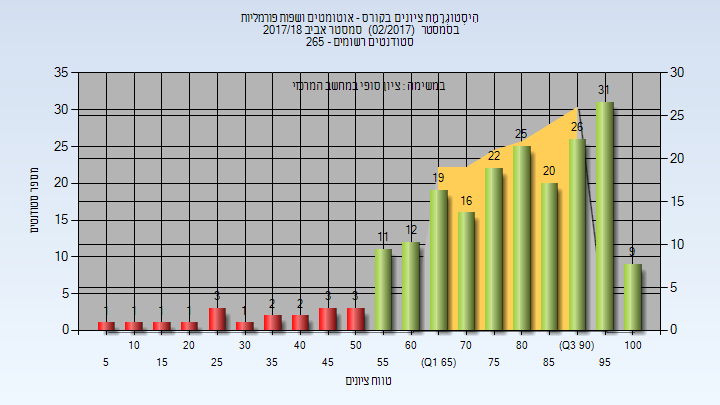 היסטוגרמת ציונים בקורס - אוטומטים ושפות פורמליות
בסמסטר (02/2017) סמסטר אביב 2017/18
סטודנטים רשומים - 265
במשימה : ציון סופי במחשב המרכזי
מספר סטודנטים
35
30
25
20
15
10
5
0
30
25
20
15
10
5
0
1 1 1 1 3 1 2 2 3 3 11 12 19 16 22 25 20 26 31 9
10 20 30 40 50 60 70 80 (Q3 90) 100
5 15 25 35 45 55 (Q1 65) 75 85 95
טווח ציונים